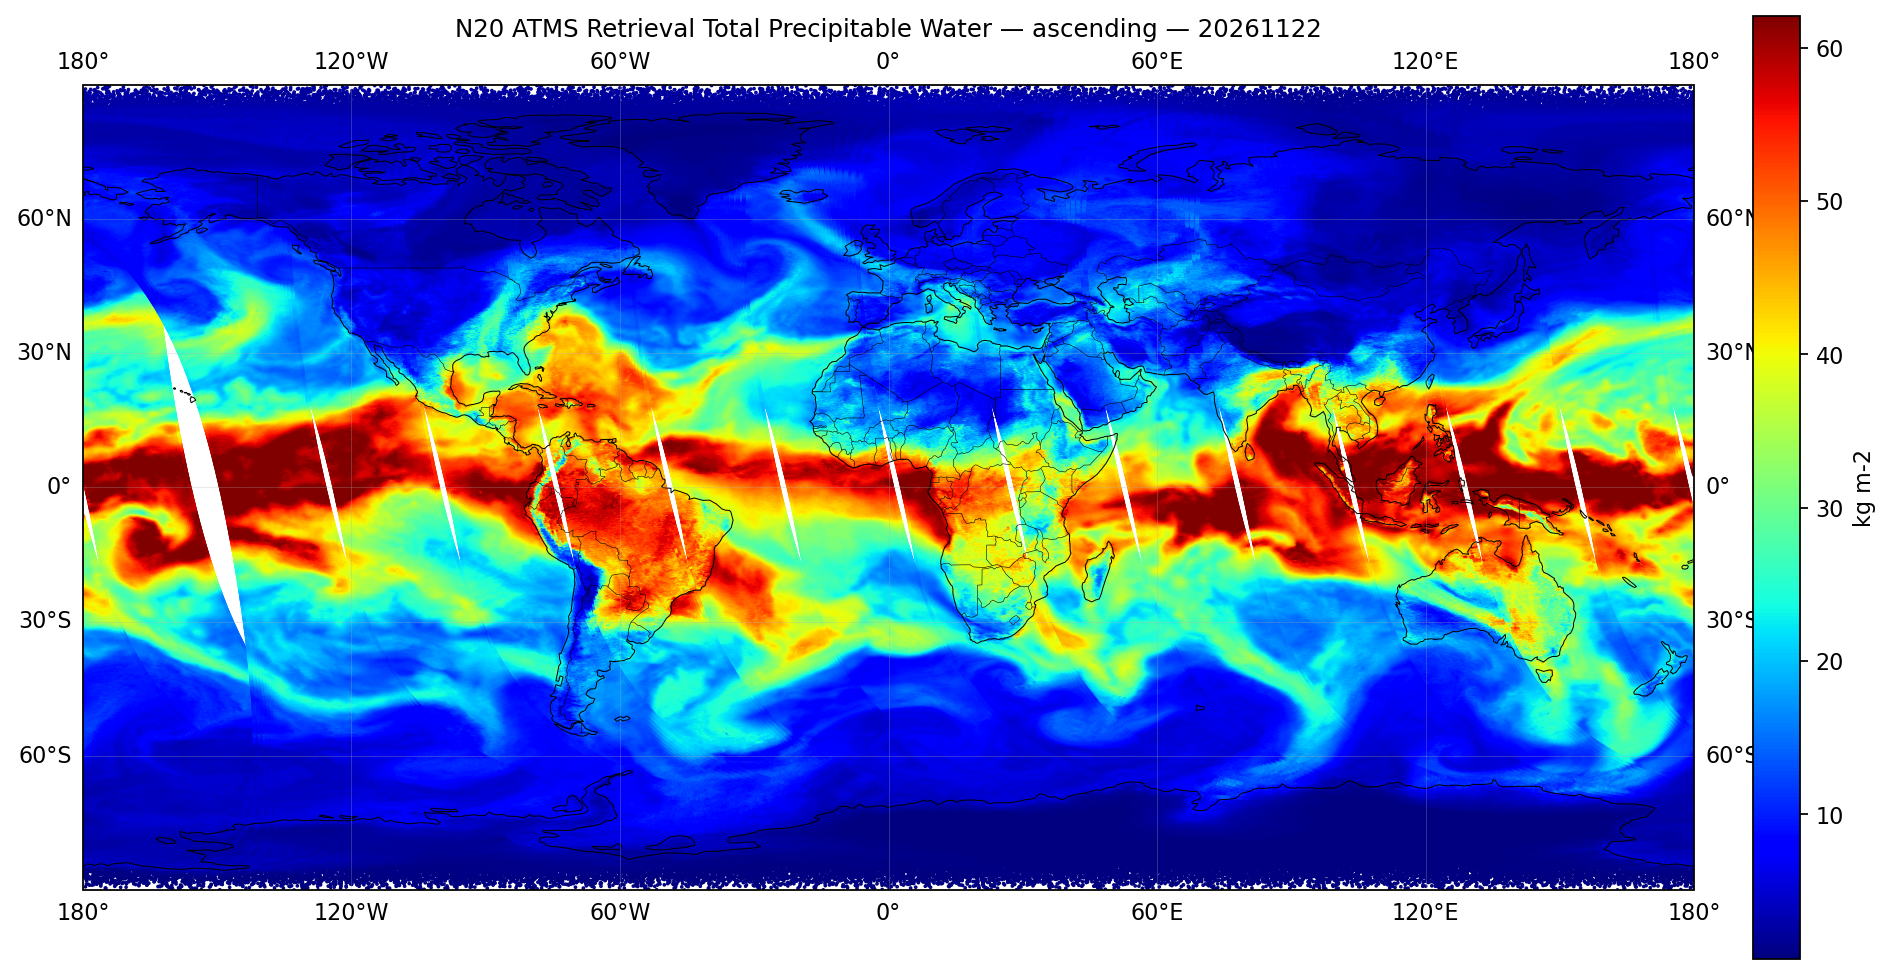 N20 ATMS Retrieval Total Precipitable Water — ascending — 20261122
180° 120°W 60°W 0° 60°E 120°E 180°
60°N 60°N
30°N 30°N
0° 0°
30°S 30°S
60°S 60°S
180° 120°W 60°W 0° 60°E 120°E 180°
60
50
40
30
20
10
kg m-2